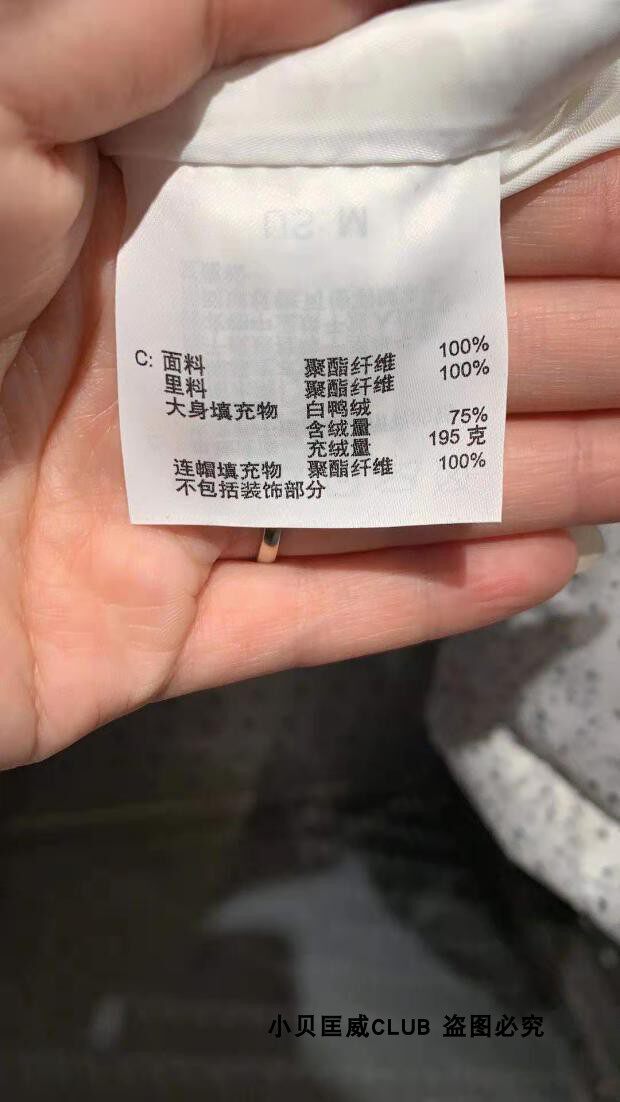 C: 面料 聚酯纤维 100%
里料 聚酯纤维 100%
大身填充物 白鸭绒
含绒量 75%
充绒量 195 克
连帽填充物 聚酯纤维 100%
不包括装饰部分
小贝匡威CLUB 盗图必究